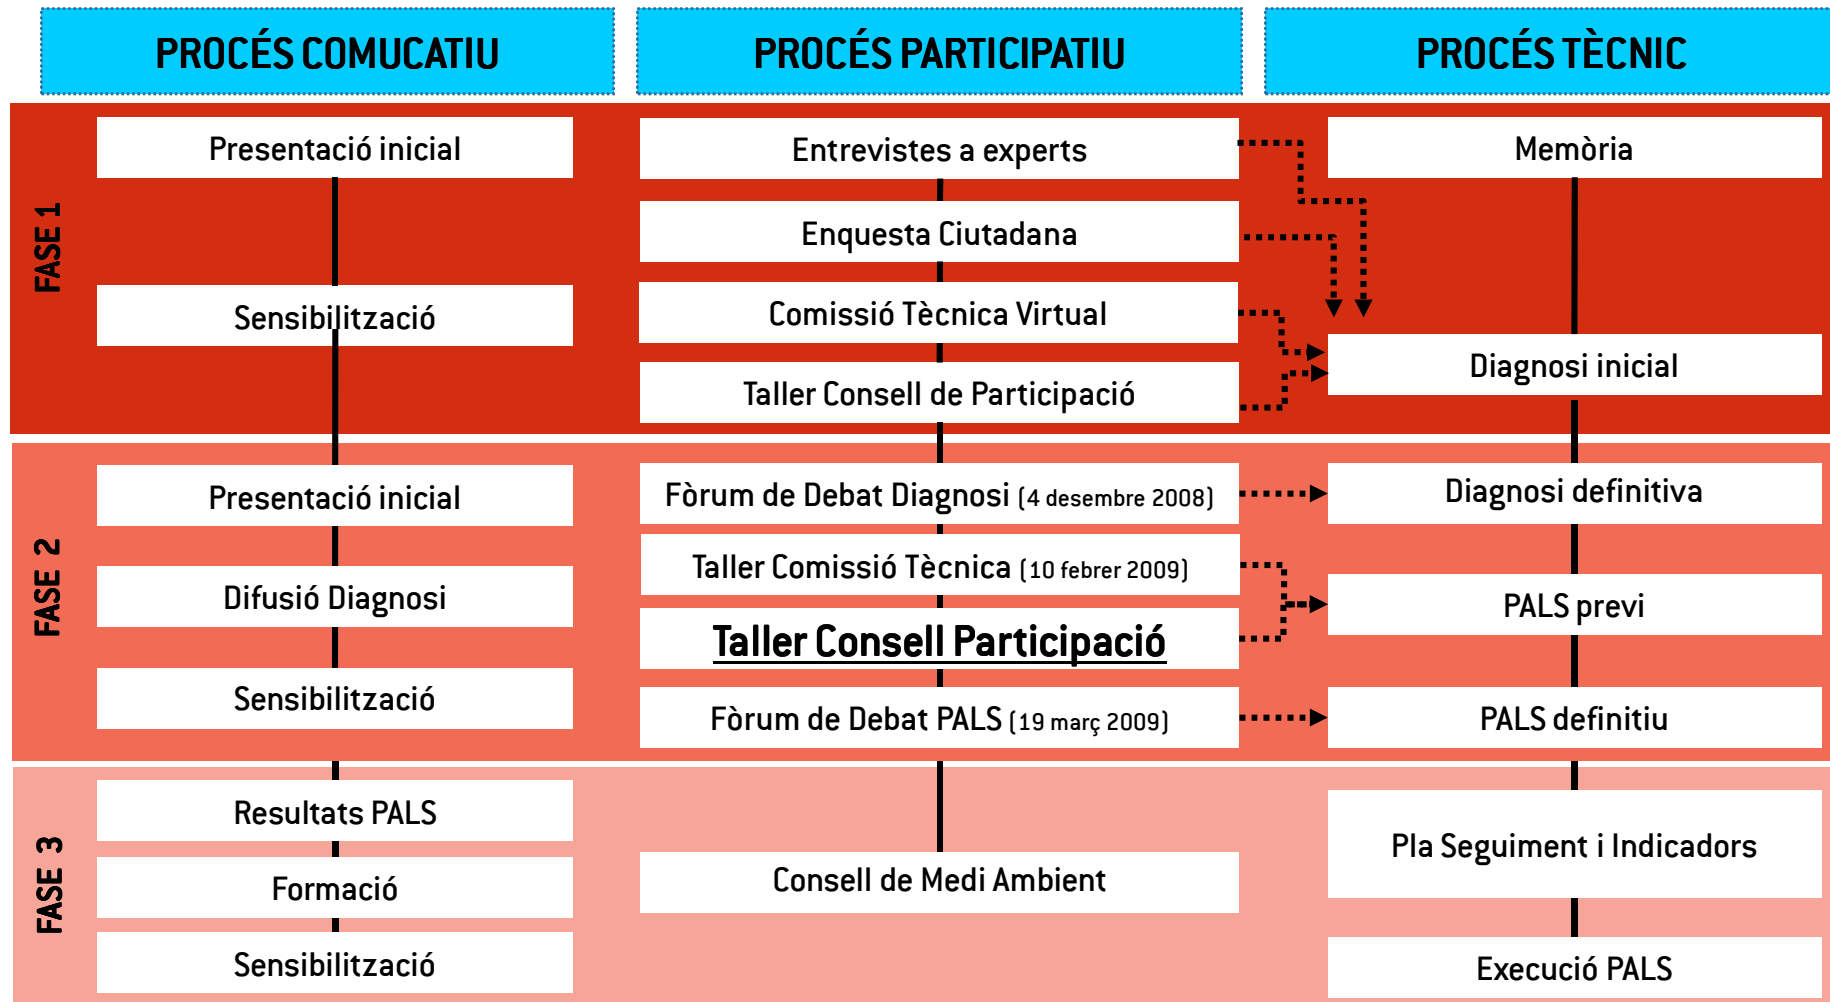 PROCÉS COMUCATIU
PROCÉS PARTICIPATIU
PROCÉS TÈCNIC
FASE 1
Presentació inicial
Sensibilització
Entrevistes a experts
Enquesta Ciutadana
Comissió Tècnica Virtual
Taller Consell de Participació
Memòria
Diagnosi inicial
FASE 2
Presentació inicial
Difusió Diagnosi
Sensibilització
Fòrum de Debat Diagnosi (4 desembre 2008)
Taller Comissió Tècnica (10 febrer 2009)
Taller Consell Participació
Fòrum de Debat PALS (19 març 2009)
Diagnosi definitiva
PALS previ
PALS definitiu
FASE 3
Resultats PALS
Formació
Sensibilització
Consell de Medi Ambient
Pla Seguiment i Indicadors
Execució PALS